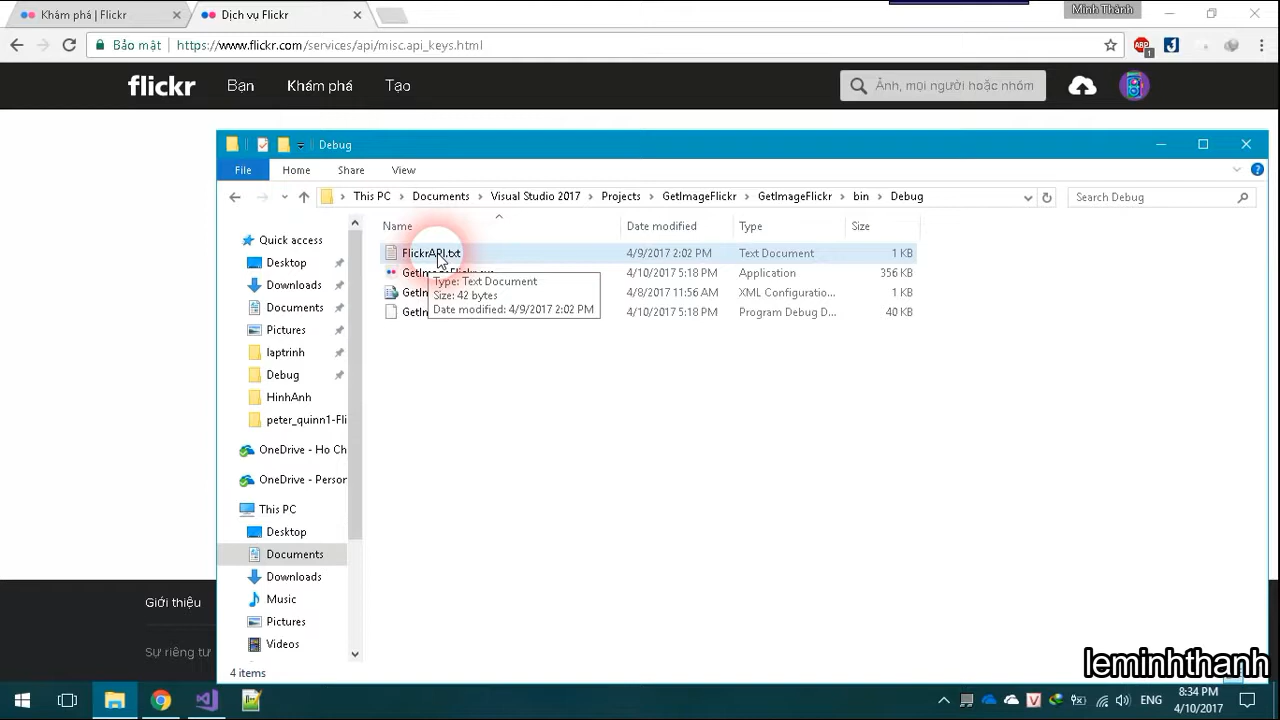 Khám phá | Flickr
Dịch vụ Flickr
Minh Thành
Bảo mật
https://www.flickr.com/services/api/misc.api_keys.html
flickr
Bạn
Khám phá
Tạo
Ảnh, mọi người hoặc nhóm
Debug
File
Home
Share
View
This PC
Documents
Visual Studio 2017
Projects
GetImageFlickr
GetImageFlickr
bin
Debug
Search Debug
Name
Date modified
Type
Size
FlickrAPI.txt
4/9/2017 2:02 PM
Text Document
1 KB
4/10/2017 5:18 PM
Application
356 KB
4/8/2017 11:56 AM
XML Configuratio...
1 KB
4/10/2017 5:18 PM
Program Debug D...
40 KB
Type: Text Document
Size: 42 bytes
Date modified: 4/9/2017 2:02 PM
Quick access
Desktop
Downloads
Documents
Pictures
laptrinh
Debug
HinhAnh
peter_quinn1-Fli
OneDrive - Ho Ch
OneDrive - Person
This PC
Desktop
Documents
Downloads
Music
Pictures
Videos
4 items
Giới thiệu
Sự riêng tư
leminhthanh
ENG
8:34 PM
4/10/2017